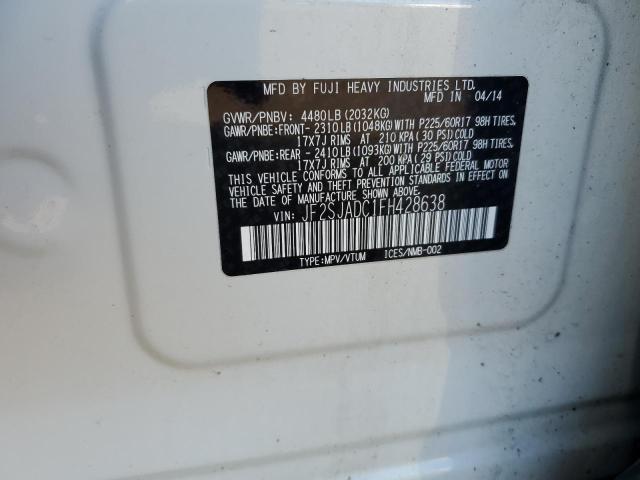 MFD BY FUJI HEAVY INDUSTRIES LTD.
MFD IN 04/14
GVWR/PNBV: 4480LB(2032KG)
GAWR/PNBE:FRONT- 2310LB(1048KG)WITH P225/60R17 98H TIRES,
17X7J RIMS AT 210 KPA(30 PSI)COLD
GAWR/PNBE:REAR - 2410LB(1093KG)WITH P225/60R17 98H TIRES,
17X7J RIMS AT 200 KPA(29 PSI)COLD
THIS VEHICLE CONFORMS TO ALL APPLICABLE FEDERAL MOTOR
VEHICLE SAFETY AND BUMPER STANDARDS IN EFFECT ON
THE DATE OF MANUFACTURE SHOWN ABOVE.
VIN: JF2SJADC1FH428638
TYPE:MPV/VTUM ICES/NMB-002